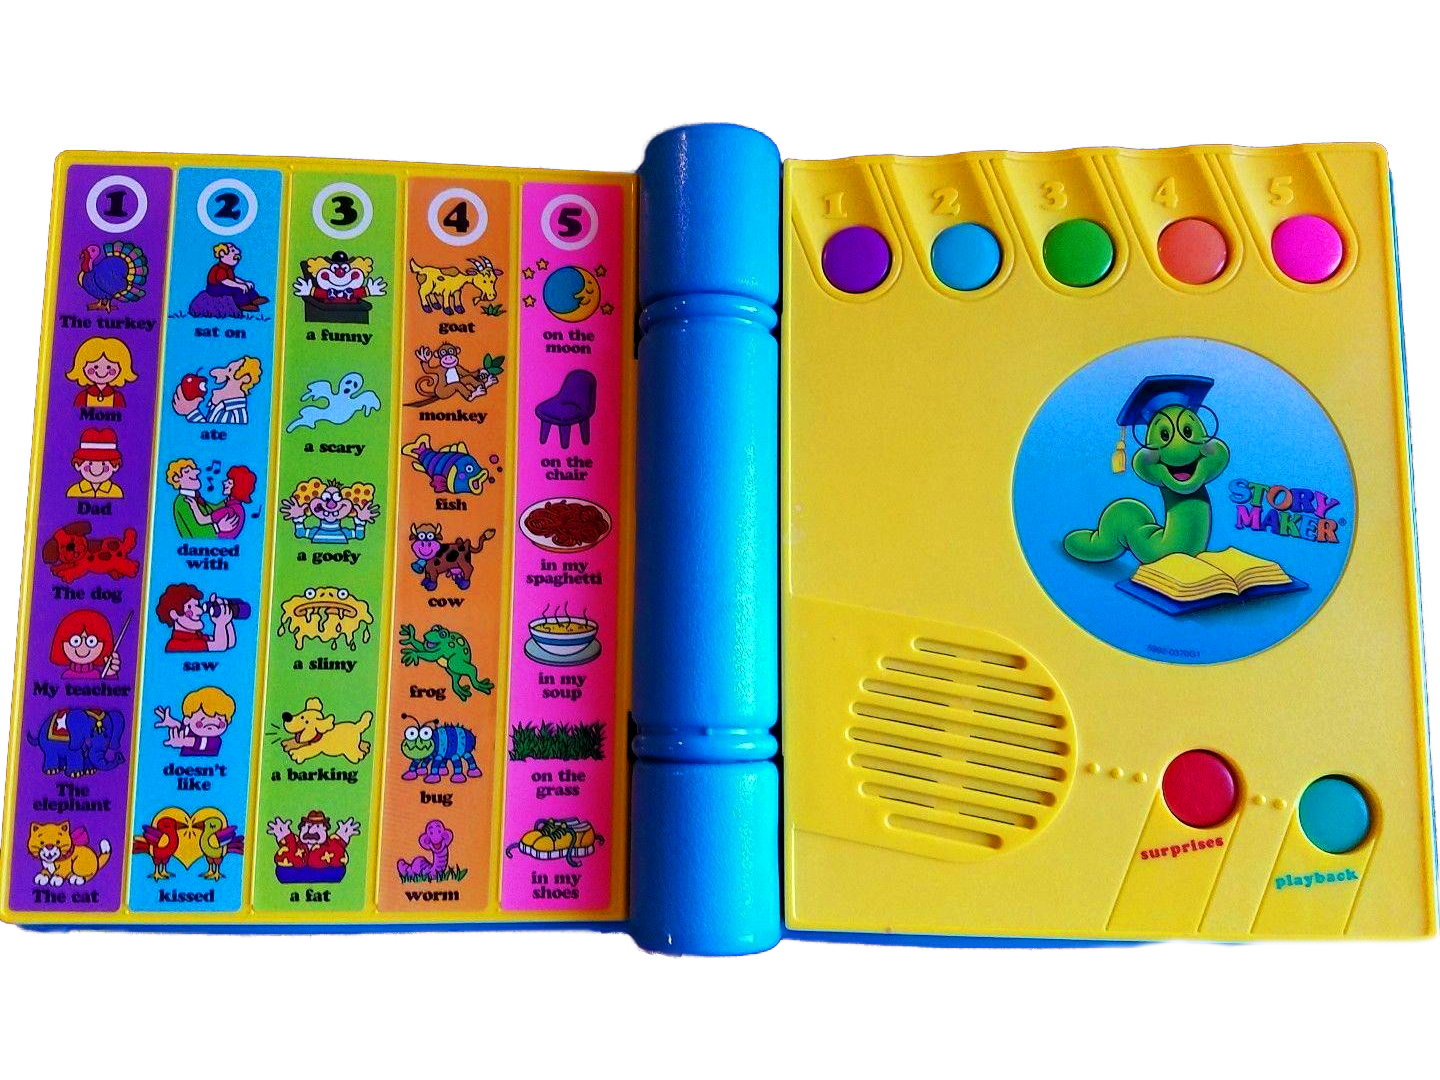 1
The turkey
Mom
Dad
The dog
My teacher
The
elephant
The cat
2
sat on
ate
danced
with
saw
doesn't
like
kissed
3
a funny
a scary
a goofy
a slimy
a barking
a fat
4
goat
monkey
fish
cow
frog
bug
worm
5
on the
moon
on the
chair
in my
spaghetti
in my
soup
on the
grass
in my
shoes
1 2 3 4 5
STORY
MAKER®
surprises
playback